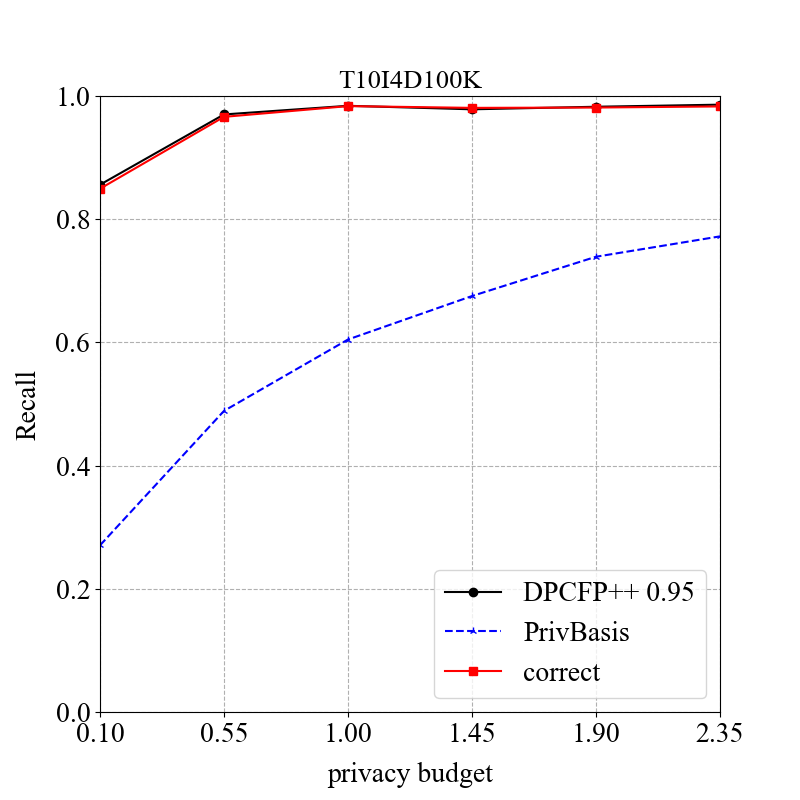 T10I4D100K
1.0
0.8
0.6
0.4
0.2
0.0
Recall
DPCFP++ 0.95
PrivBasis
correct
0.10 0.55 1.00 1.45 1.90 2.35
privacy budget